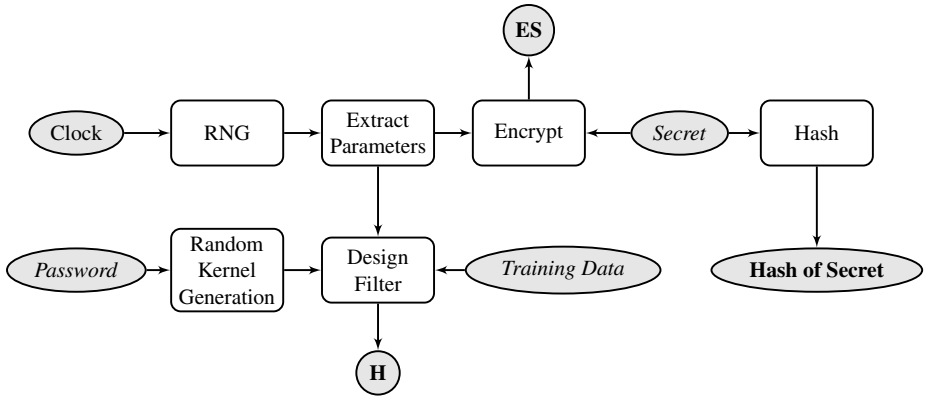 ES
Clock
RNG
Extract
Parameters
Encrypt
Secret
Hash
Password
Random
Kernel
Generation
Design
Filter
Training Data
Hash of Secret
H